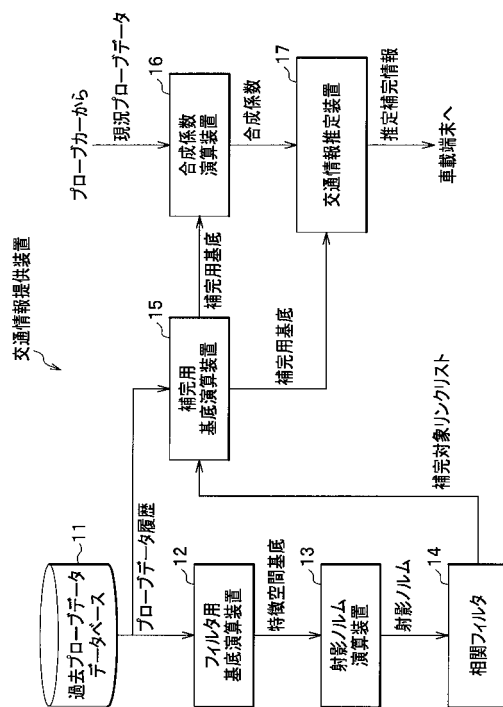 交通情報提供装置
11
過去プローブデータ
データベース
プローブデータ履歴
12
フィルタ用
基底演算装置
特徴空間基底
13
射影ノルム
演算装置
射影ノルム
14
相関フィルタ
補完対象リンクリスト
15
補完用
基底演算装置
補完用基底
補完用基底
プローブカーから
現況プローブデータ
16
合成係数
演算装置
合成係数
17
交通情報推定装置
推定補完情報
車載端末へ